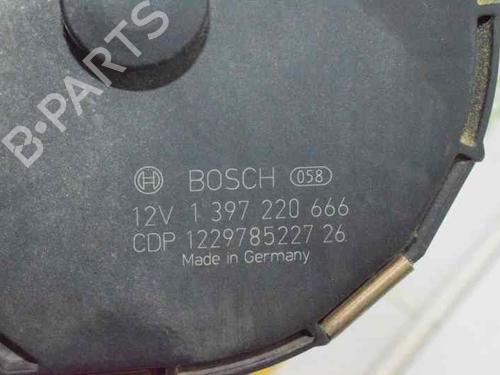 B-PARTS
BOSCH 058
12V 1 397 220 666
CDP 1229785227 26
Made in Germany